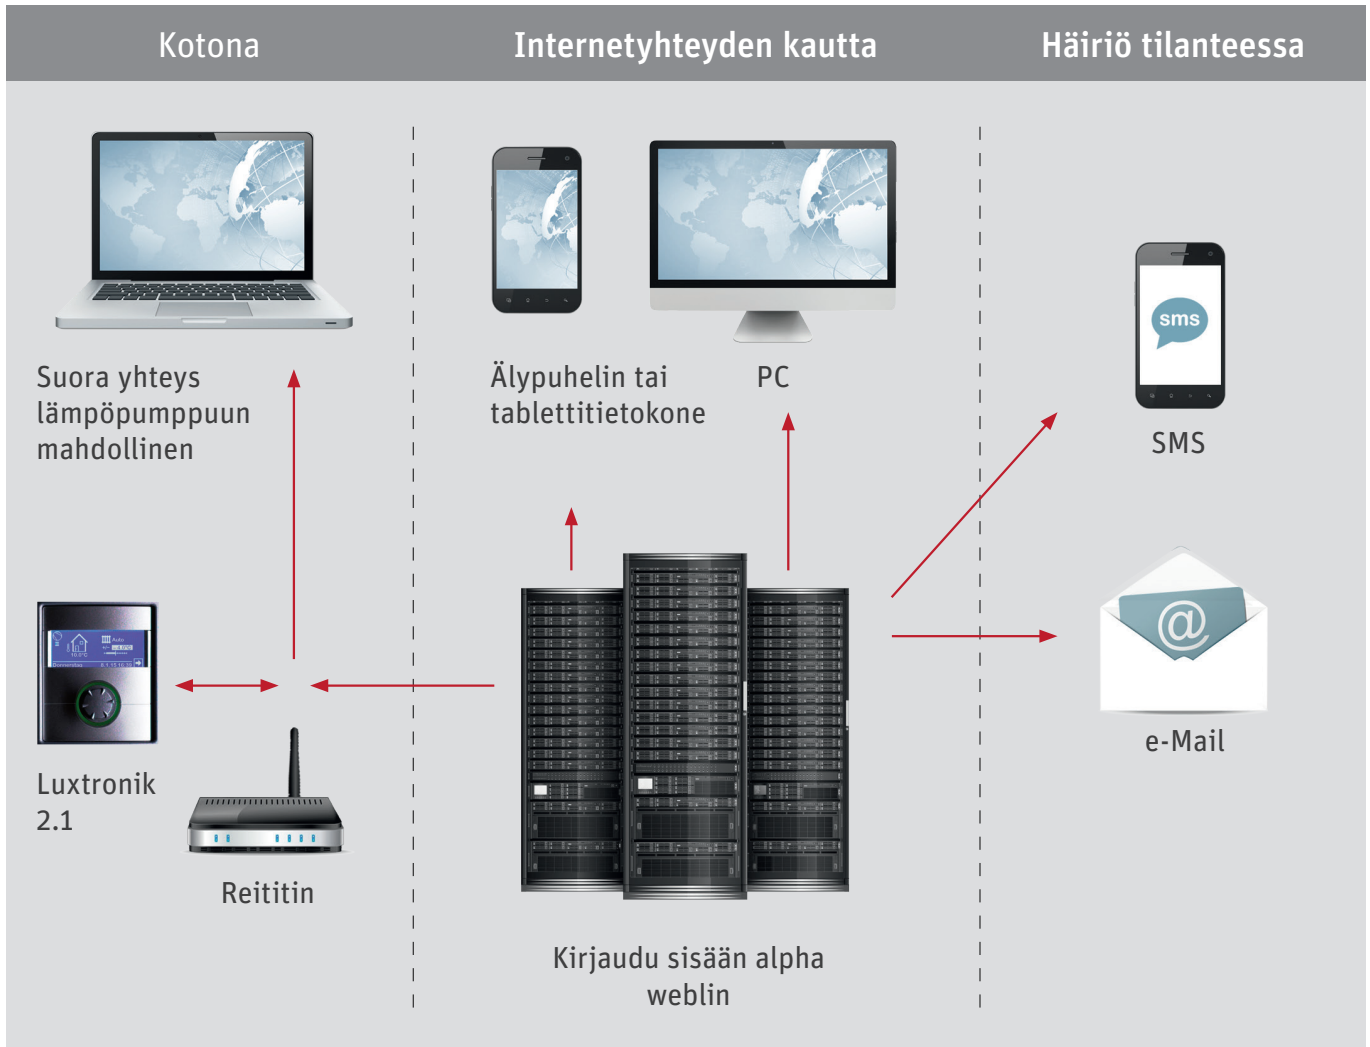 Kotona
Internetyhteyden kautta
Häiriö tilanteessa
Suora yhteys
lämpöpumppuun
mahdollinen
Älypuhelin tai
tablettitietokone
PC
sms
SMS
Auto
Luxtronik
2.1
Reititin
@
e-Mail
Kirjaudu sisään alpha
weblin